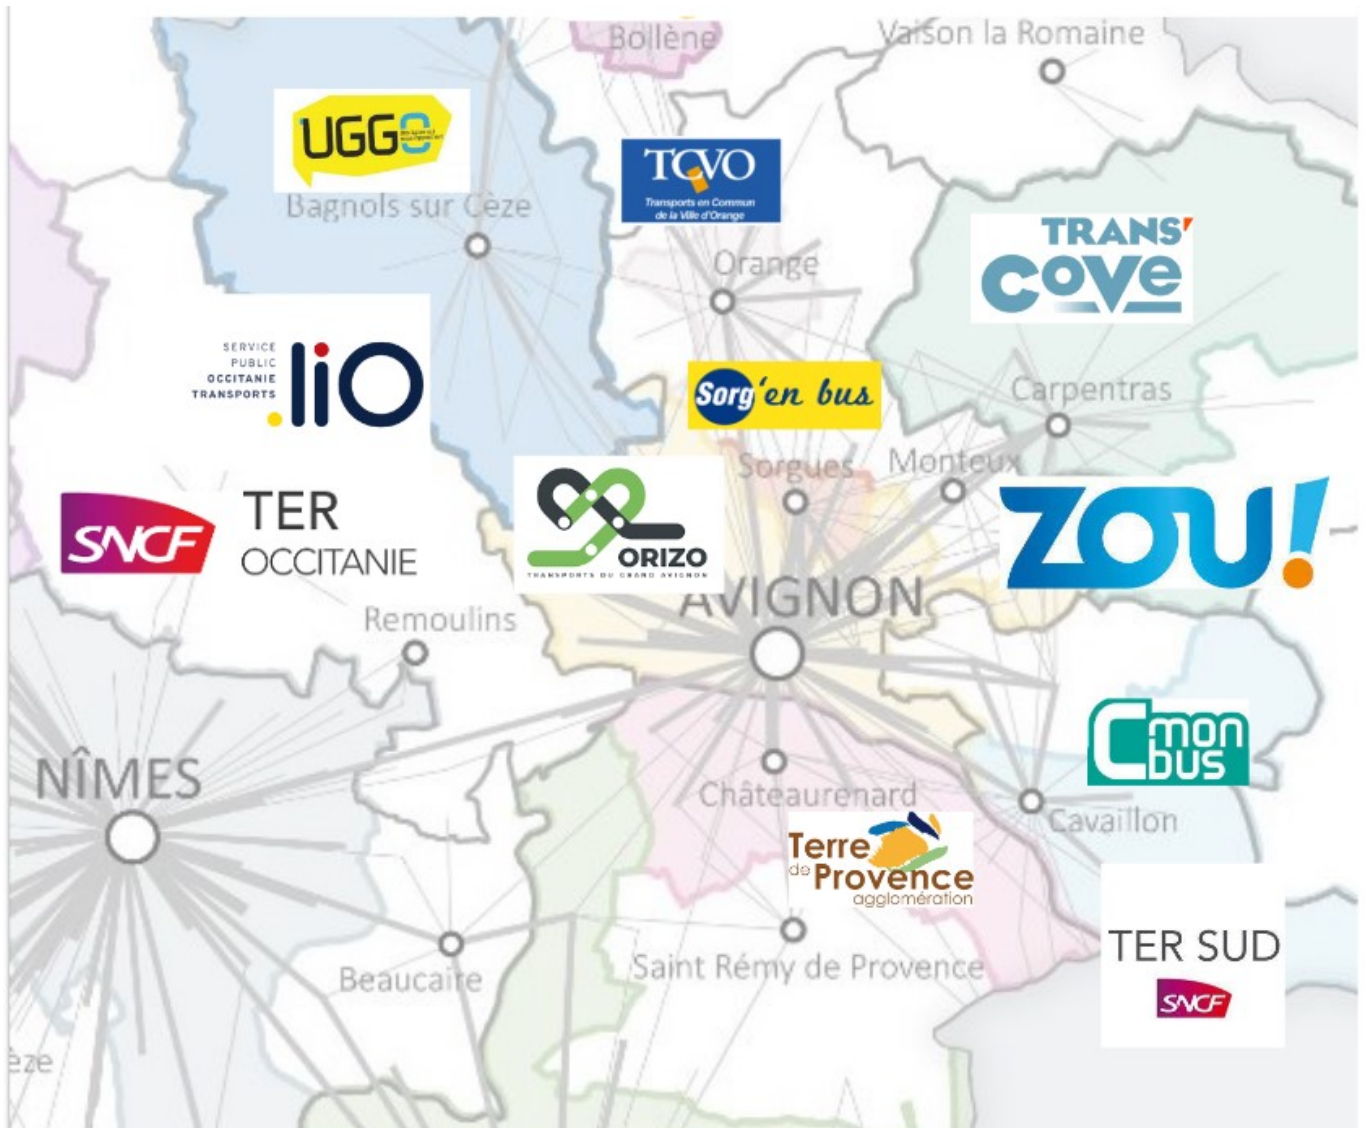 Bollène
Vaison la Romaine
UGGO
Bagnols sur Cèze
TCVO
Transports en Commun
de la Ville d'Orange
Orange
TRANS'
COVE
SERVICE
PUBLIC
OCCITANIE
TRANSPORTS
.liO
Sorg'en bus
Carpentras
Sorgues
Monteux
SNCF
TER
OCCITANIE
ORIZO
TRANSPORTS DU GRAND AVIGNON
ZOU!
AVIGNON
Remoulins
C mon
bus
NÎMES
Châteaurenard
Cavaillon
Terre
de Provence
agglomération
TER SUD
SNCF
Beaucaire
Saint Rémy de Provence
èze